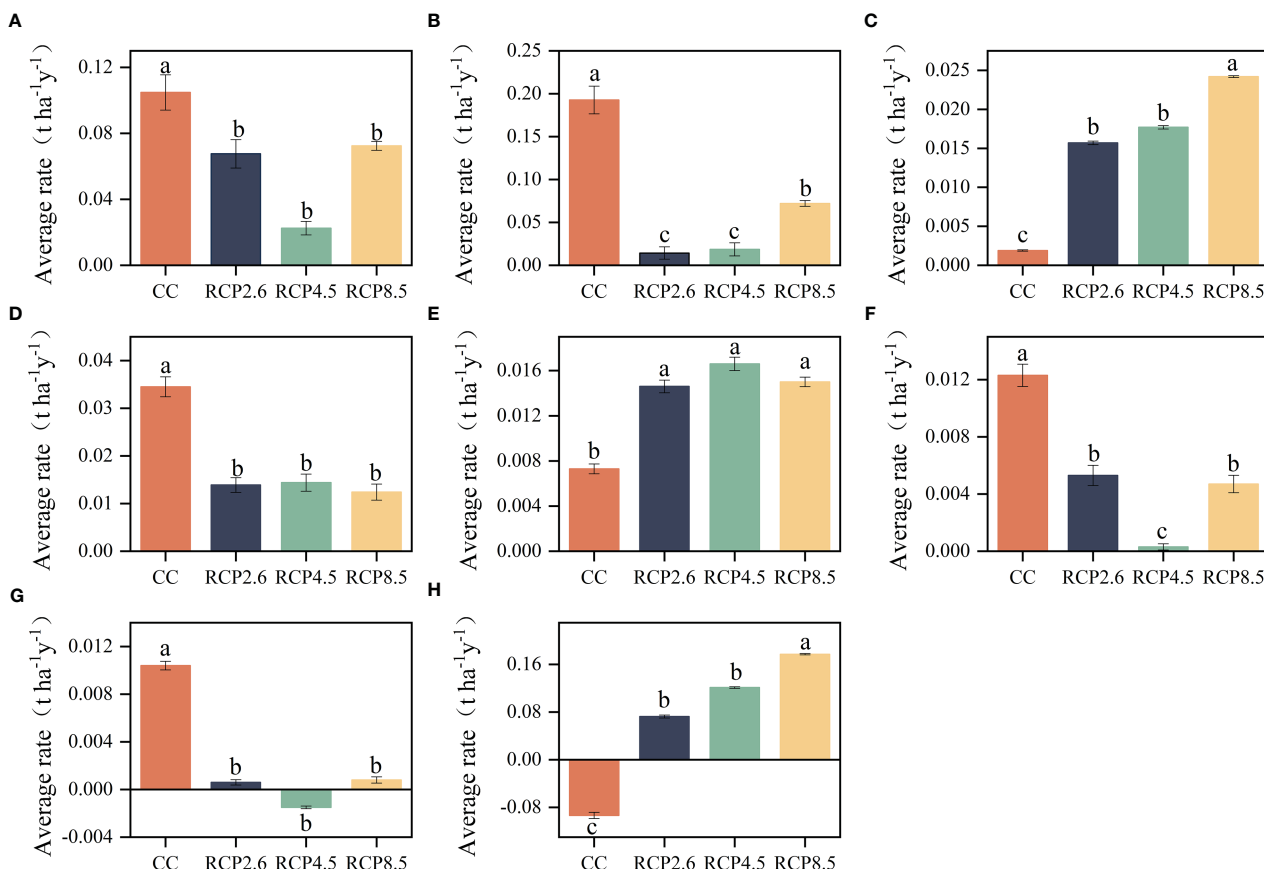 A
Average rate（t ha⁻¹y⁻¹）
0.12
0.08
0.04
0.00
a
b
b
b
CC RCP2.6 RCP4.5 RCP8.5
B
Average rate（t ha⁻¹y⁻¹）
0.25
0.20
0.15
0.10
0.05
0.00
a
c
c
b
CC RCP2.6 RCP4.5 RCP8.5
C
Average rate（t ha⁻¹y⁻¹）
0.025
0.020
0.015
0.010
0.005
0.000
c
b
b
a
CC RCP2.6 RCP4.5 RCP8.5
D
Average rate（t ha⁻¹y⁻¹）
0.04
0.03
0.02
0.01
0.00
a
b
b
b
CC RCP2.6 RCP4.5 RCP8.5
E
Average rate（t ha⁻¹y⁻¹）
0.016
0.012
0.008
0.004
0.000
b
a
a
a
CC RCP2.6 RCP4.5 RCP8.5
F
Average rate（t ha⁻¹y⁻¹）
0.012
0.008
0.004
0.000
a
b
c
b
CC RCP2.6 RCP4.5 RCP8.5
G
Average rate（t ha⁻¹y⁻¹）
0.012
0.008
0.004
0.000
-0.004
a
b
b
b
CC RCP2.6 RCP4.5 RCP8.5
H
Average rate（t ha⁻¹y⁻¹）
0.16
0.08
0.00
-0.08
c
b
b
a
CC RCP2.6 RCP4.5 RCP8.5